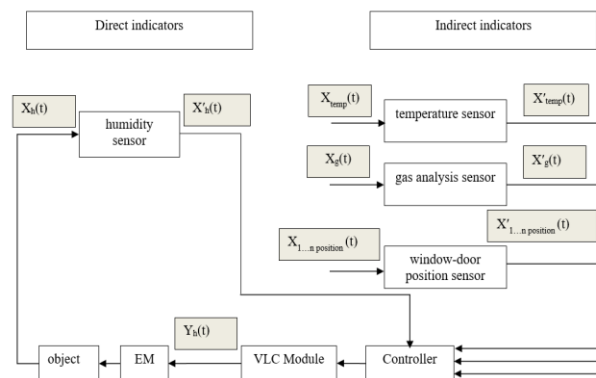 Direct indicators
Indirect indicators
Xh(t)
X'h(t)
humidity
sensor
Xtemp(t)
temperature sensor
X'temp(t)
Xg(t)
gas analysis sensor
X'g(t)
X1…n position(t)
window-door
position sensor
X'1…n position(t)
Yh(t)
object
EM
VLC Module
Controller